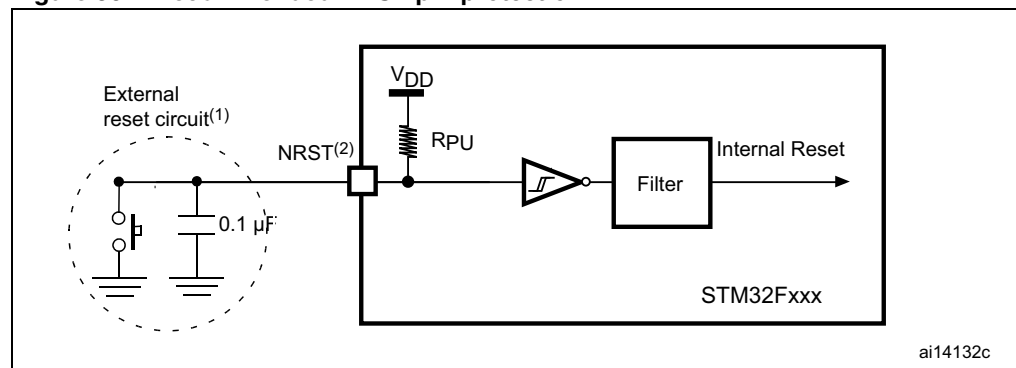 External
reset circuit(1)
NRST(2)
VDD
RPU
0.1 µF
Filter
Internal Reset
STM32Fxxx
ai14132c